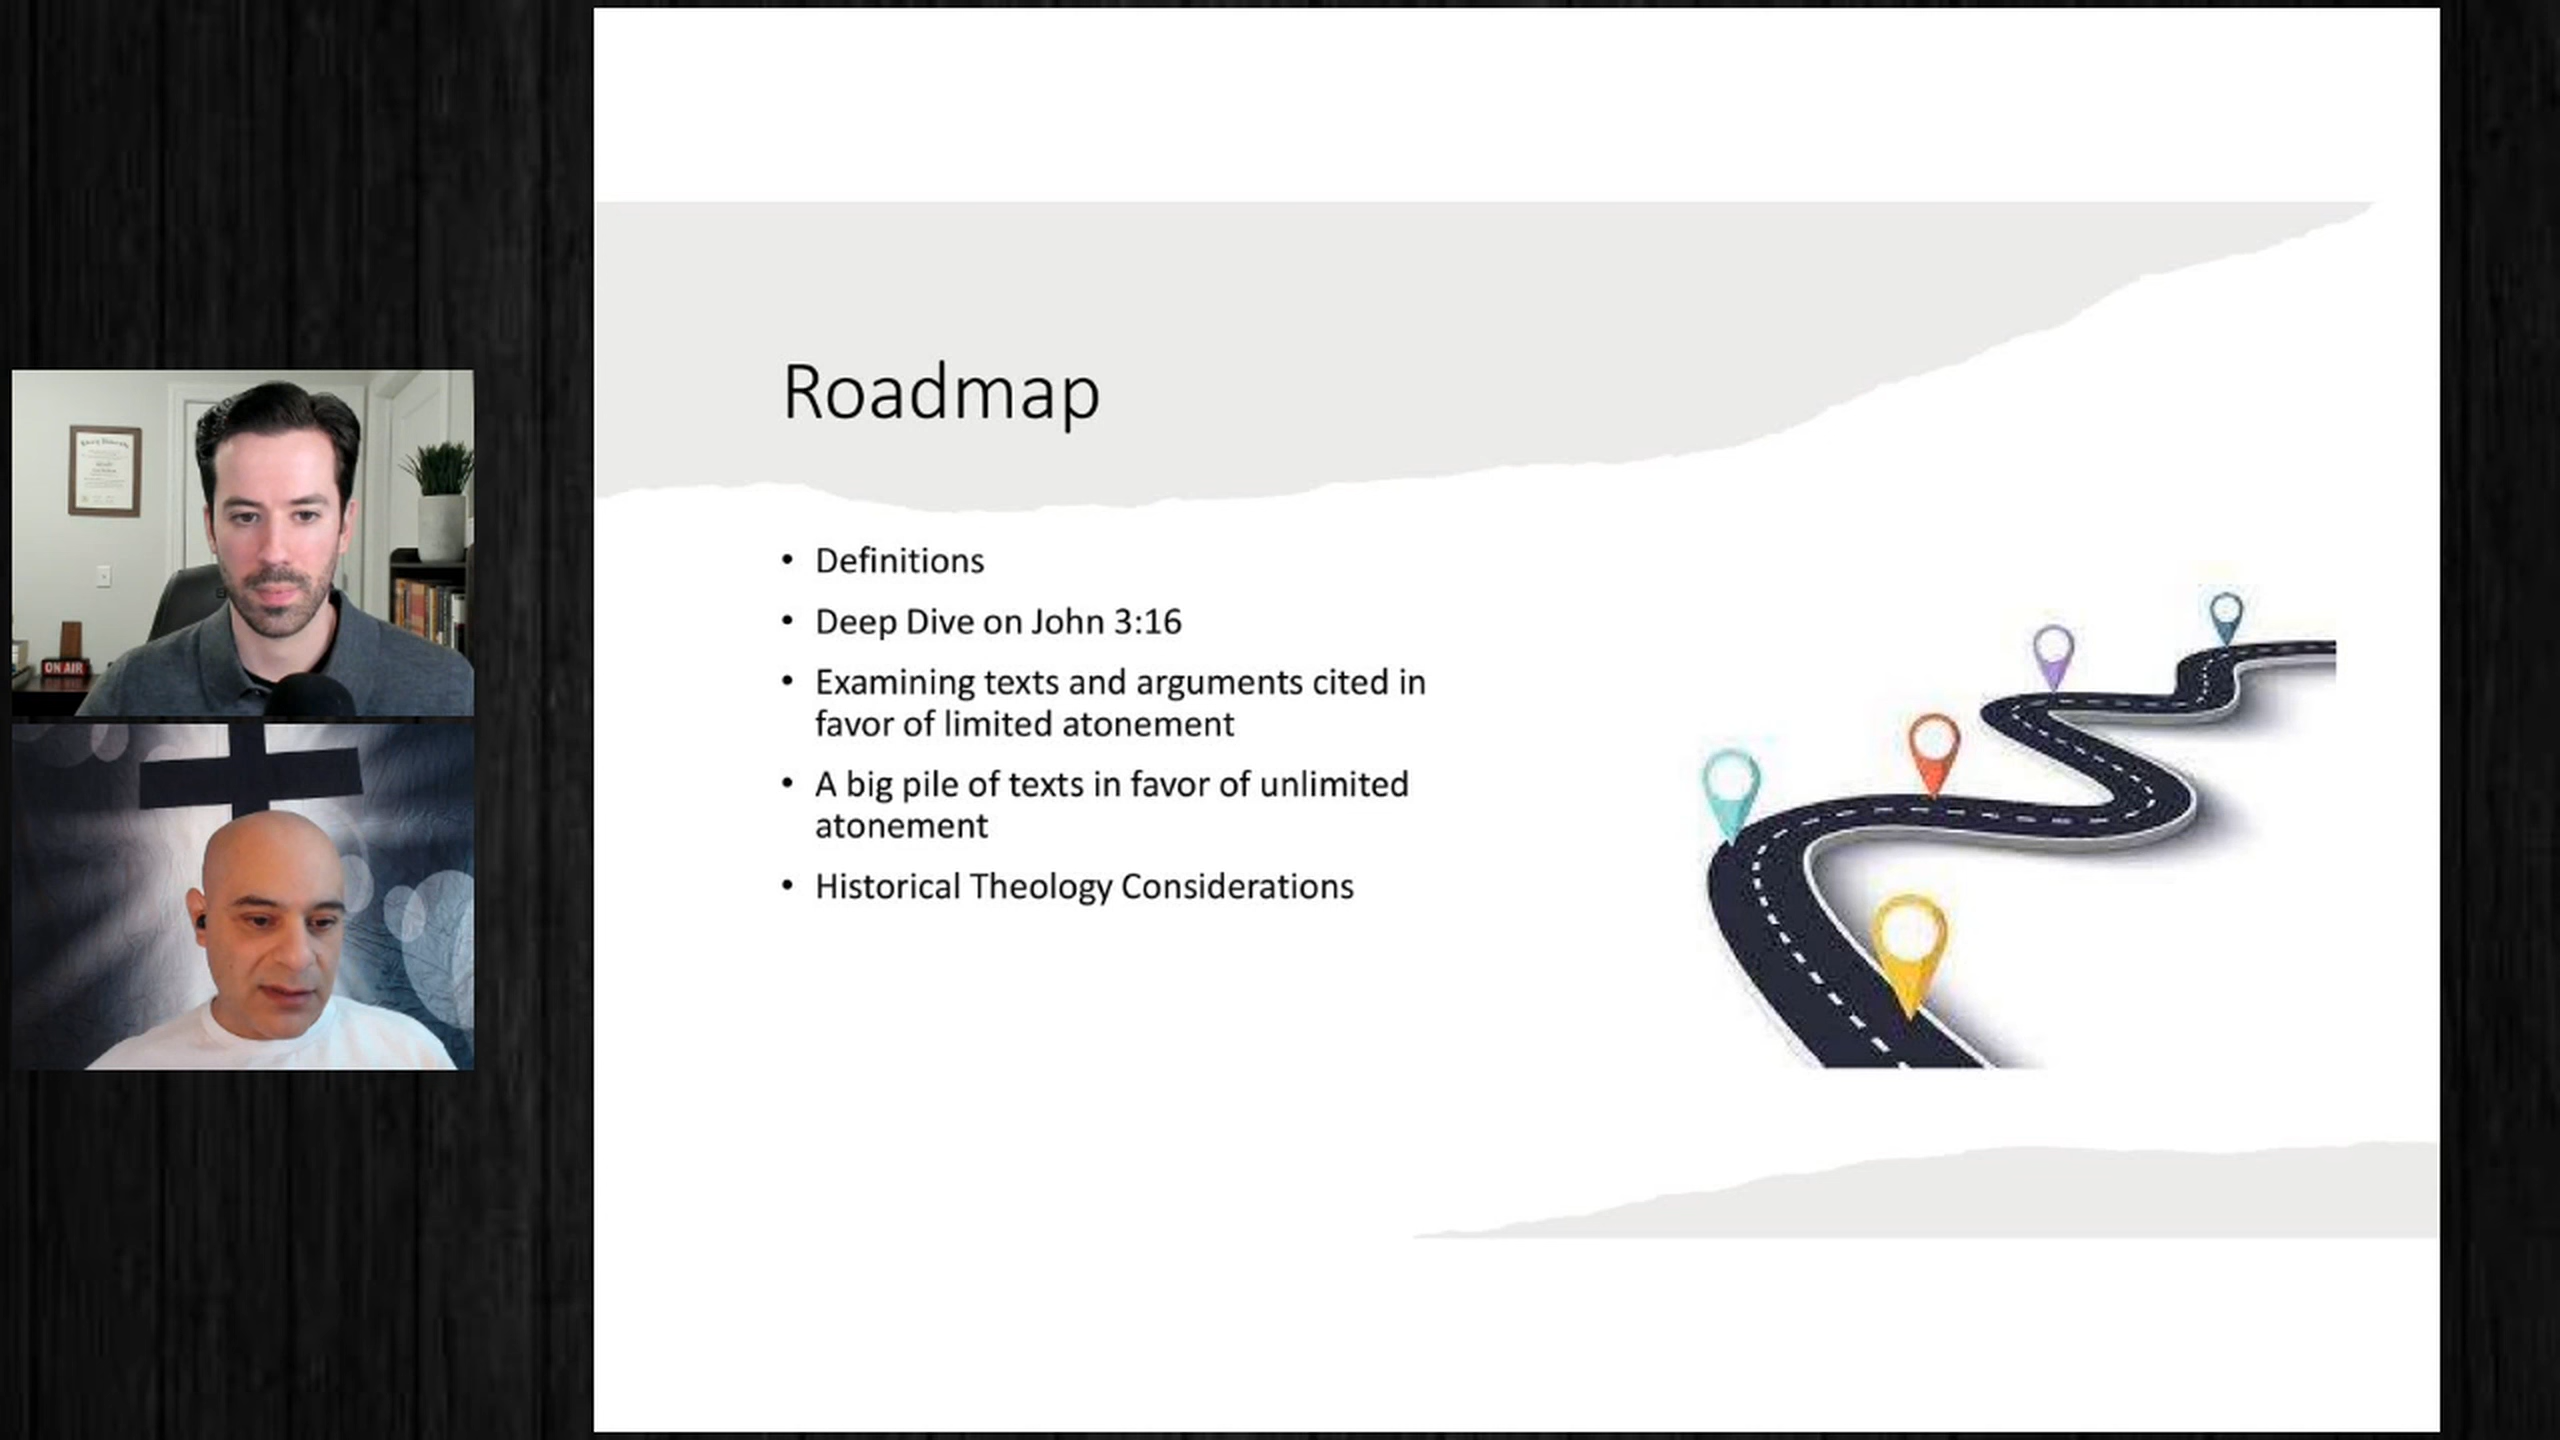 Roadmap
• Definitions
• Deep Dive on John 3:16
• Examining texts and arguments cited in
favor of limited atonement
• A big pile of texts in favor of unlimited
atonement
• Historical Theology Considerations
ON AIR